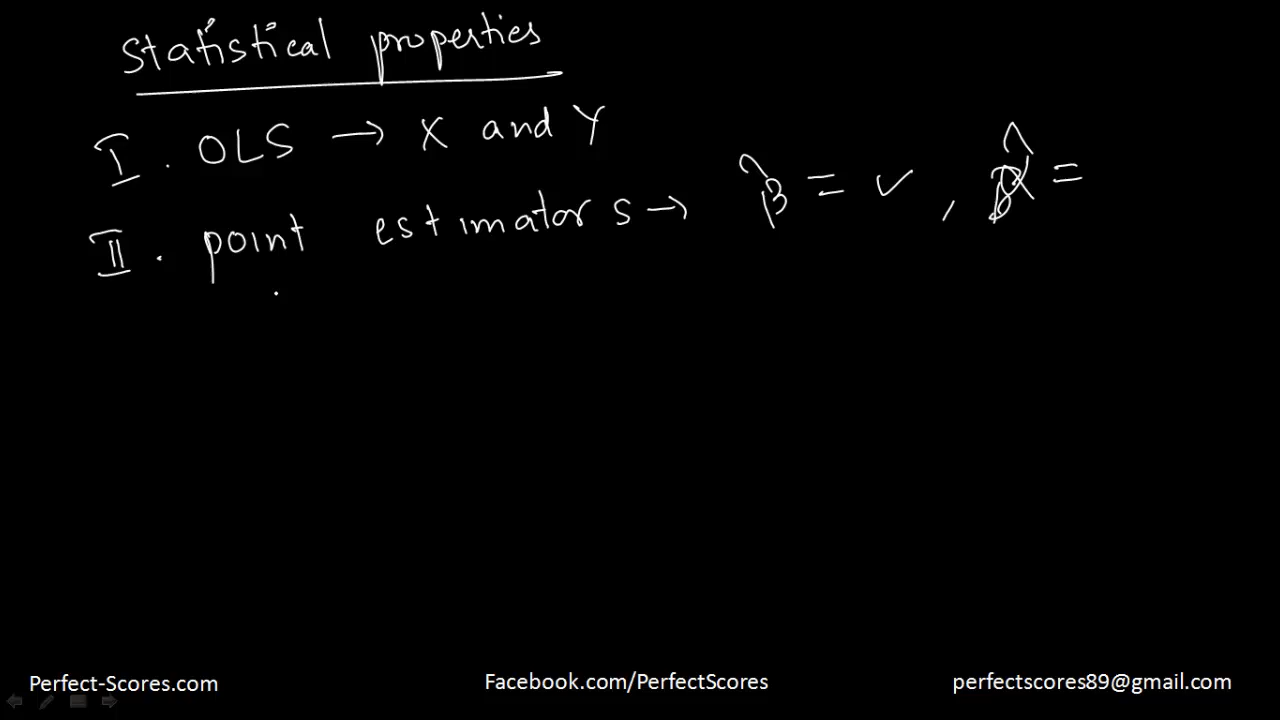 Statistical properties
I. OLS → X and Y
II. point estimators → β̂ = ✓, α̂ =
Perfect-Scores.com
Facebook.com/PerfectScores
perfectscores89@gmail.com